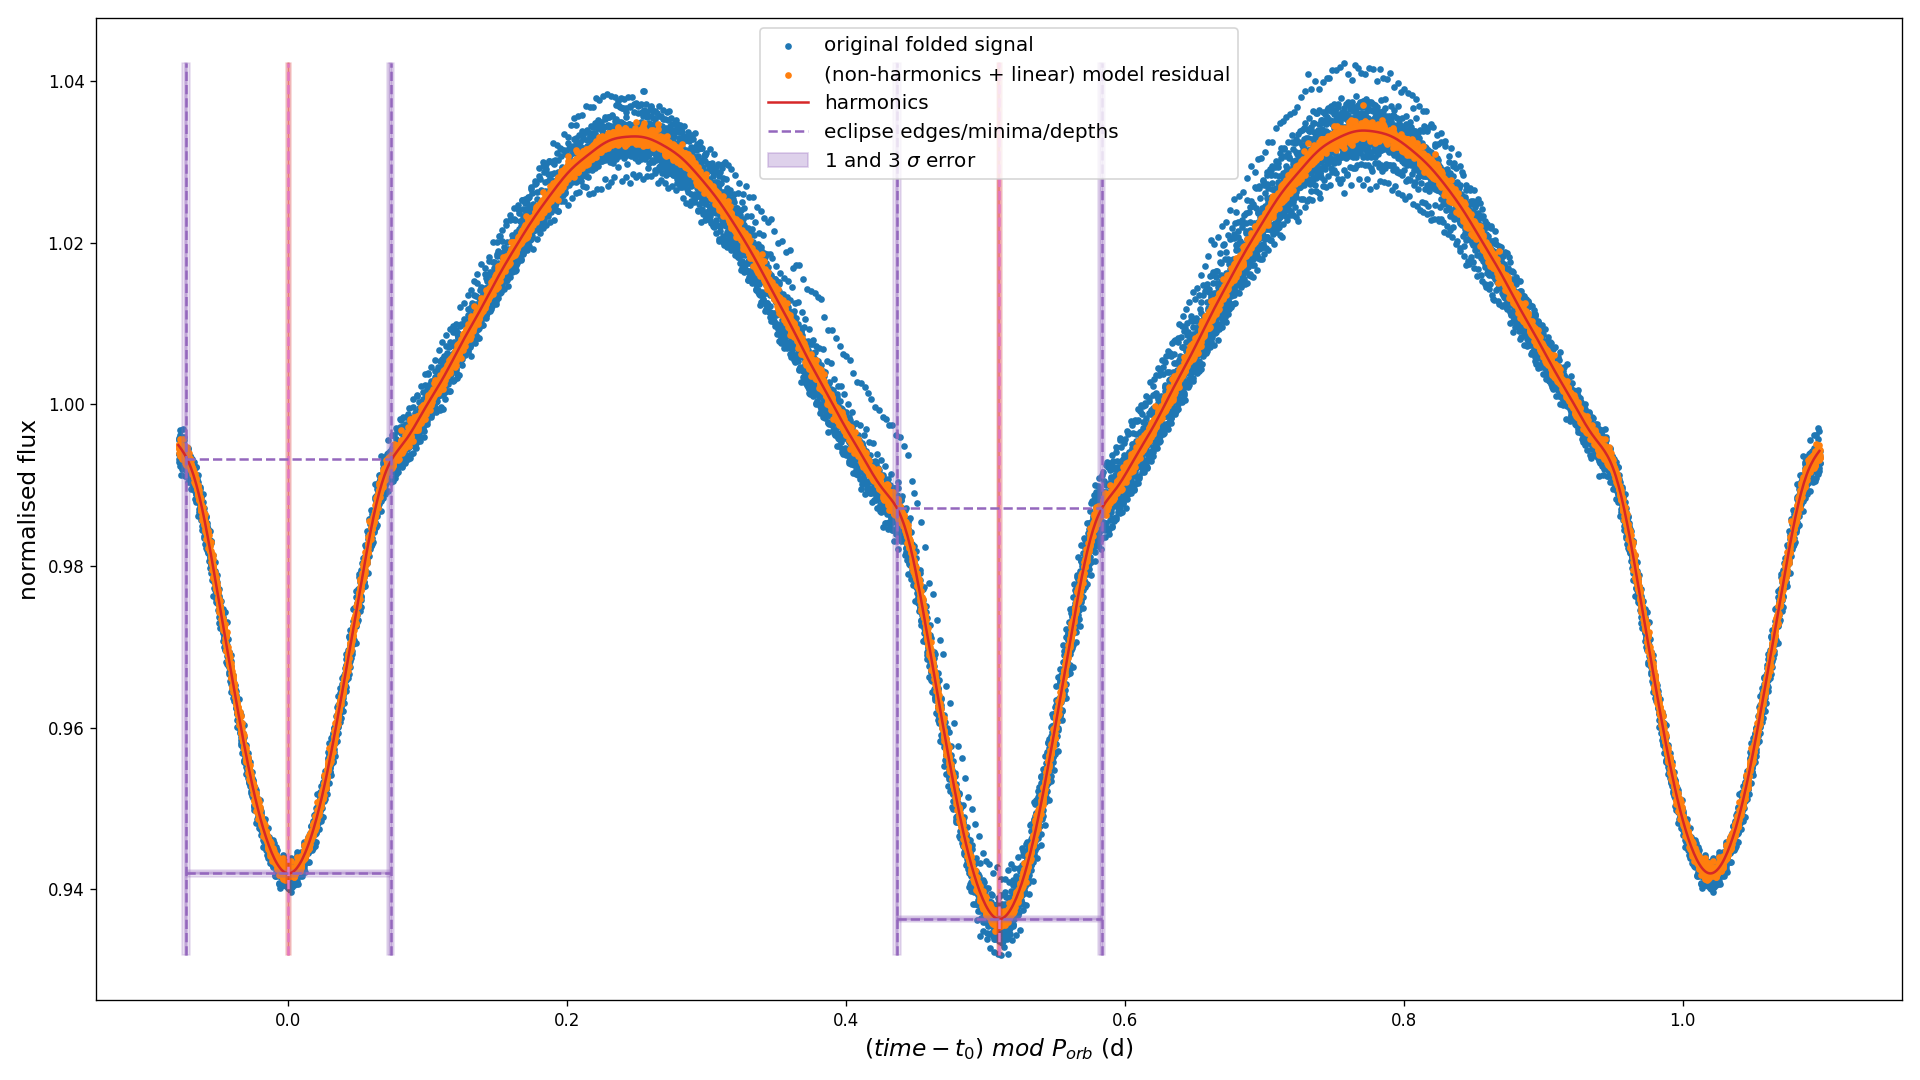 original folded signal
(non-harmonics + linear) model residual
harmonics
eclipse edges/minima/depths
1 and 3 σ error
normalised flux
1.04
1.02
1.00
0.98
0.96
0.94
0.0
0.2
0.4
0.6
0.8
1.0
(time − t₀) mod Pₒᵣb (d)